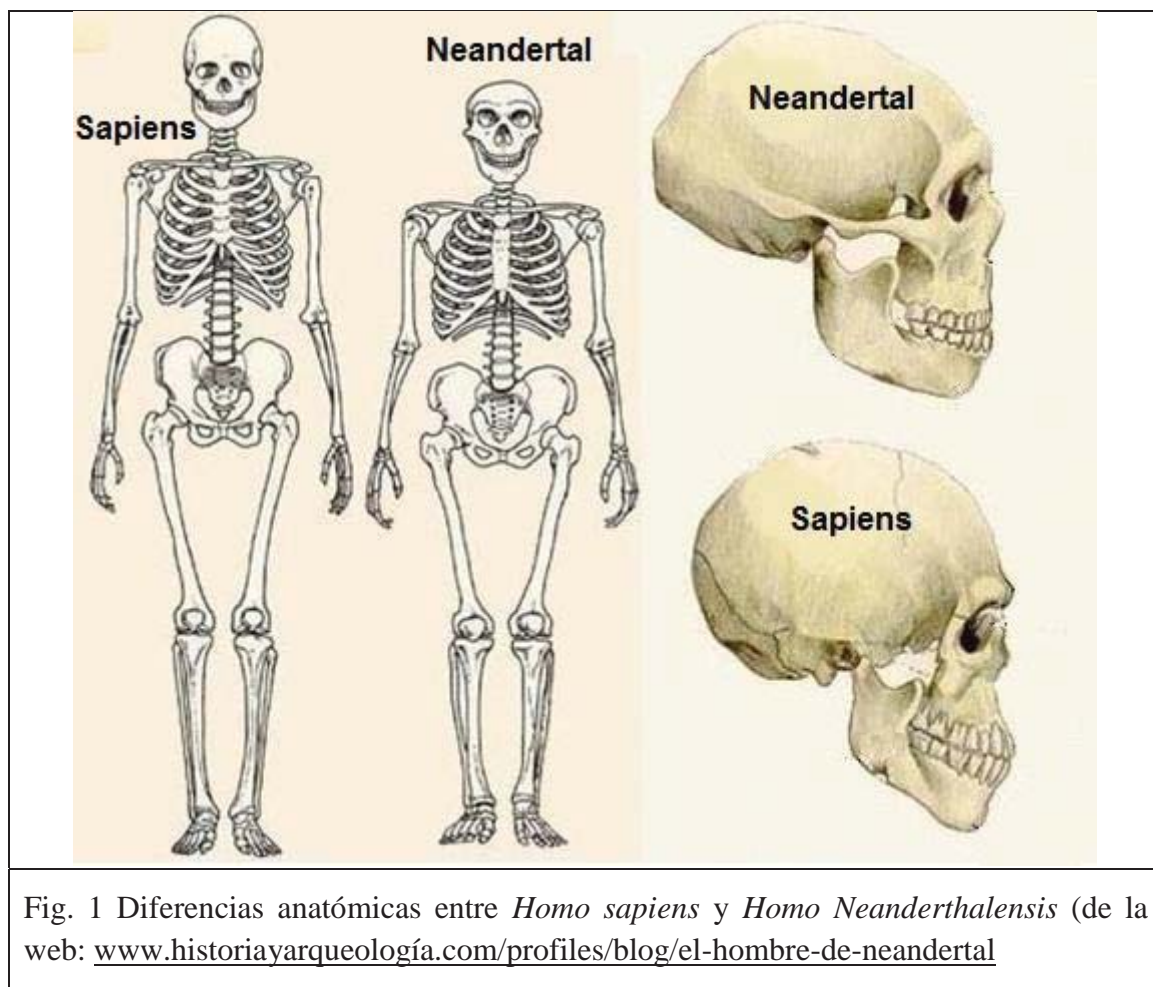 Neandertal
Sapiens
Neandertal
Sapiens
Fig. 1 Diferencias anatómicas entre Homo sapiens y Homo Neanderthalensis (de la
web: www.historiayarqueología.com/profiles/blog/el-hombre-de-neandertal